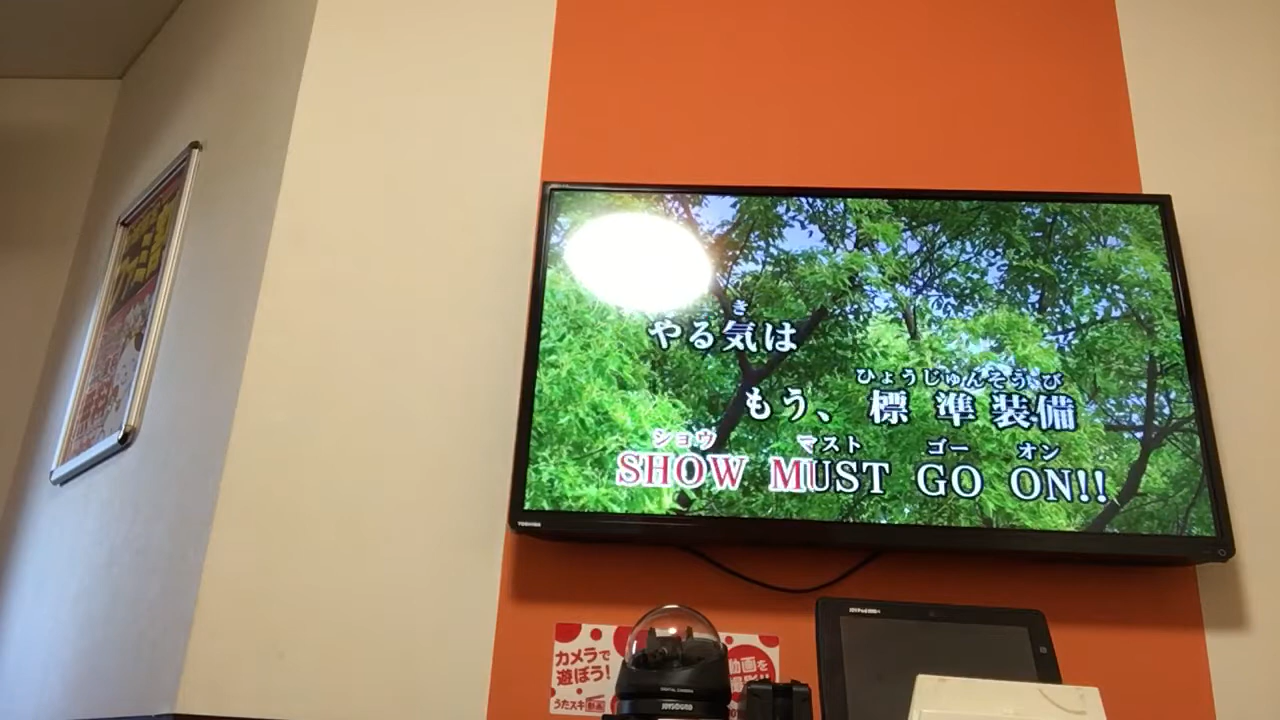 き
やる気は
ひょうじゅんそうび
もう、標準装備
ショウ マスト ゴー オン
SHOW MUST GO ON!!
TOSHIBA
カメラで
遊ぼう!
うたスキ動画
動画を
DIGITAL CAMERA
JOYSOUND